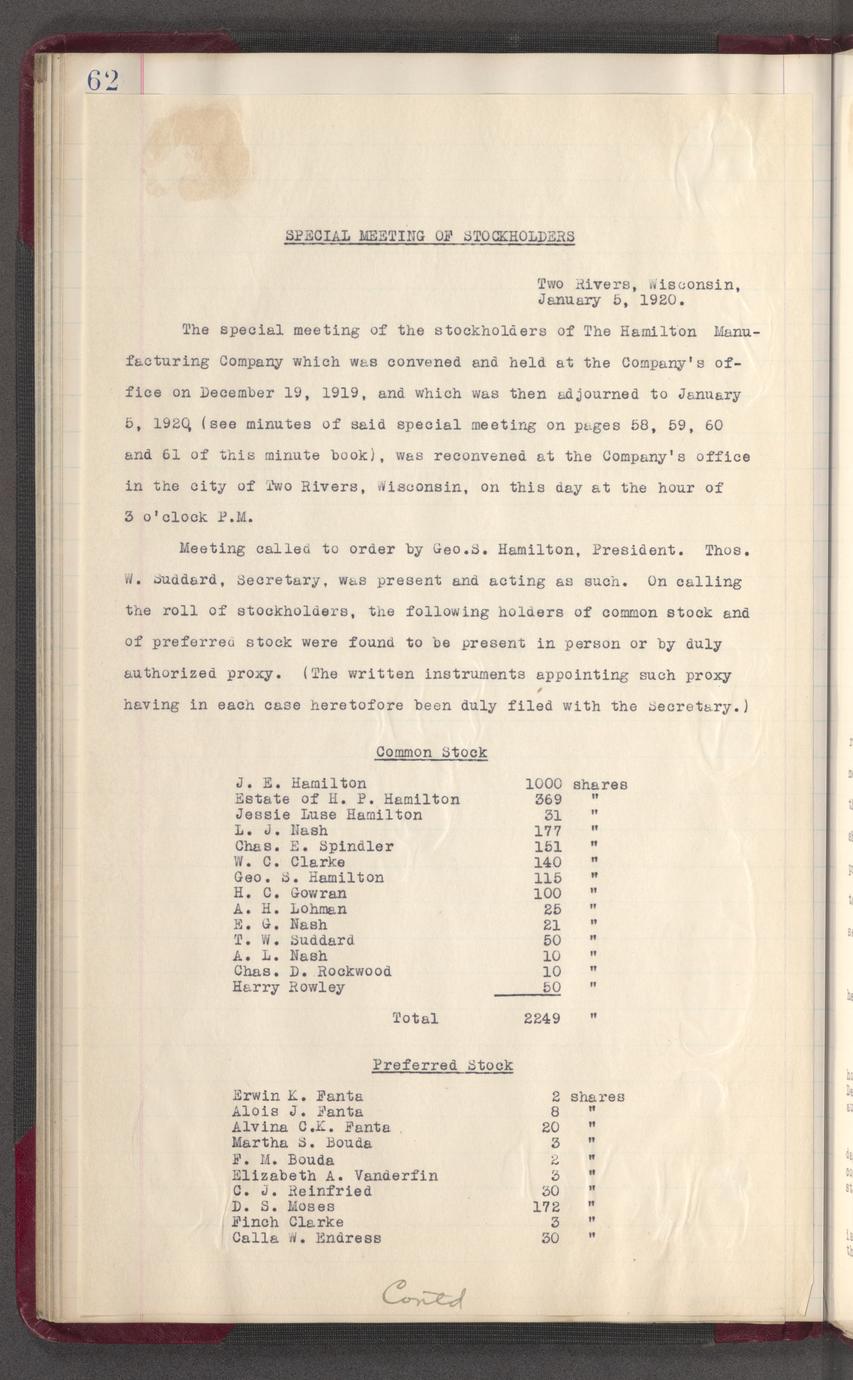 62
SPECIAL MEETING OF STOCKHOLDERS
Two Rivers, Wisconsin,
January 5, 1920.
The special meeting of the stockholders of The Hamilton Manu-
facturing Company which was convened and held at the Company's of-
fice on December 19, 1919, and which was then adjourned to January
5, 1920, (see minutes of said special meeting on pages 58, 59, 60
and 61 of this minute book), was reconvened at the Company's office
in the city of Two Rivers, Wisconsin, on this day at the hour of
3 o'clock P.M.
Meeting called to order by Geo.S. Hamilton, President. Thos.
W. Suddard, Secretary, was present and acting as such. On calling
the roll of stockholders, the following holders of common stock and
of preferred stock were found to be present in person or by duly
authorized proxy. (The written instruments appointing such proxy
having in each case heretofore been duly filed with the Secretary.)
Common Stock
J. E. Hamilton 1000 shares
Estate of H. P. Hamilton 369 "
Jessie Luse Hamilton 31 "
L. J. Nash 177 "
Chas. E. Spindler 151 "
W. C. Clarke 140 "
Geo. S. Hamilton 115 "
H. C. Gowran 100 "
A. H. Lohman 25 "
E. G. Nash 21 "
T. W. Suddard 50 "
A. L. Nash 10 "
Chas. D. Rockwood 10 "
Harry Rowley 50 "
Total 2249 "
Preferred Stock
Erwin K. Fanta 2 shares
Alois J. Fanta 8 "
Alvina C.K. Fanta 20 "
Martha S. Bouda 3 "
F. M. Bouda 2 "
Elizabeth A. Vanderfin 3 "
C. J. Reinfried 30 "
D. S. Moses 172 "
Finch Clarke 3 "
Calla W. Endress 30 "
Contd